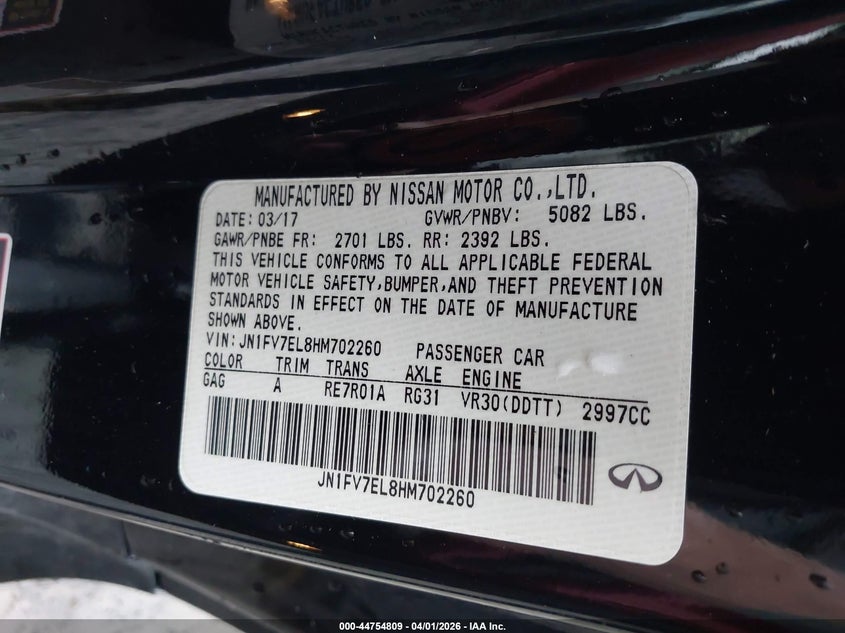 MANUFACTURED BY NISSAN MOTOR CO.,LTD.
DATE: 03/17 GVWR/PNBV: 5082 LBS.
GAWR/PNBE FR: 2701 LBS. RR: 2392 LBS.
THIS VEHICLE CONFORMS TO ALL APPLICABLE FEDERAL
MOTOR VEHICLE SAFETY,BUMPER,AND THEFT PREVENTION
STANDARDS IN EFFECT ON THE DATE OF MANUFACTURE
SHOWN ABOVE.
VIN:JN1FV7EL8HM702260 PASSENGER CAR
COLOR TRIM TRANS AXLE ENGINE
GAG A RE7R01A RG31 VR30(DDTT) 2997CC
JN1FV7EL8HM702260
000-44754809 - 04/01/2026 - IAA Inc.